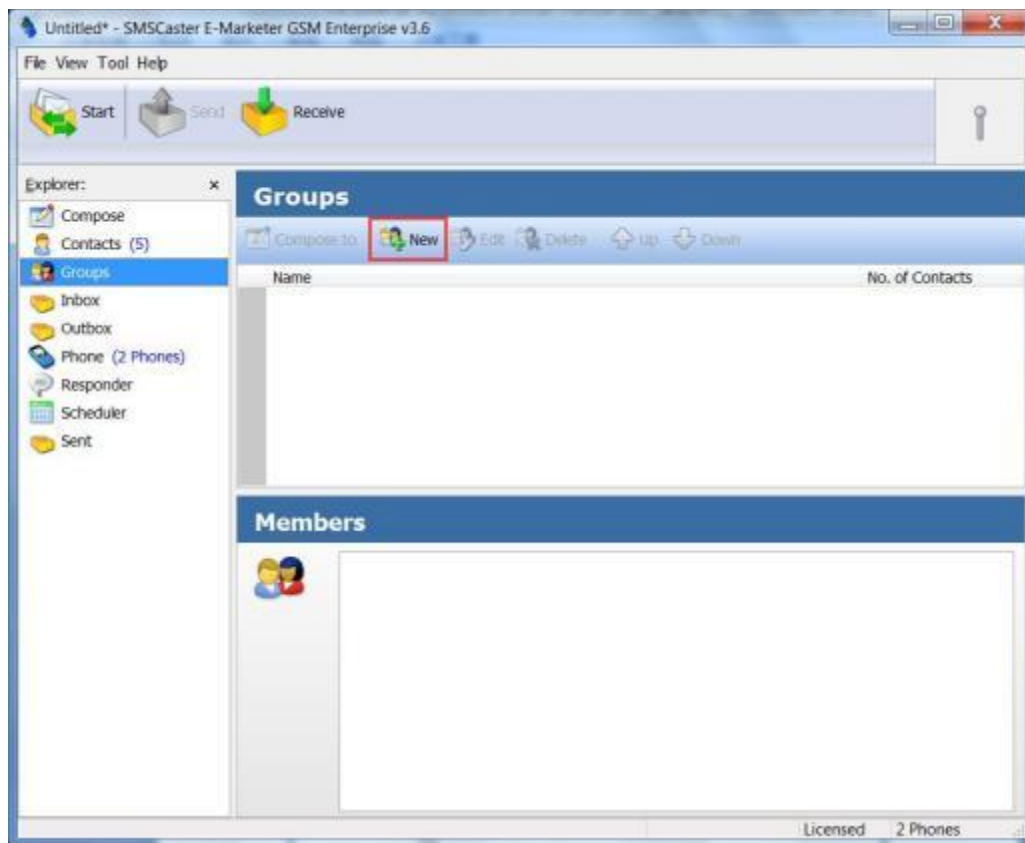 Untitled* - SMSCaster E-Marketer GSM Enterprise v3.6
File View Tool Help
Start Send Receive
Explorer: x
Compose
Contacts (5)
Groups
Inbox
Outbox
Phone (2 Phones)
Responder
Scheduler
Sent
Groups
Compose to New Edit Delete Up Down
Name No. of Contacts
Members
Licensed 2 Phones